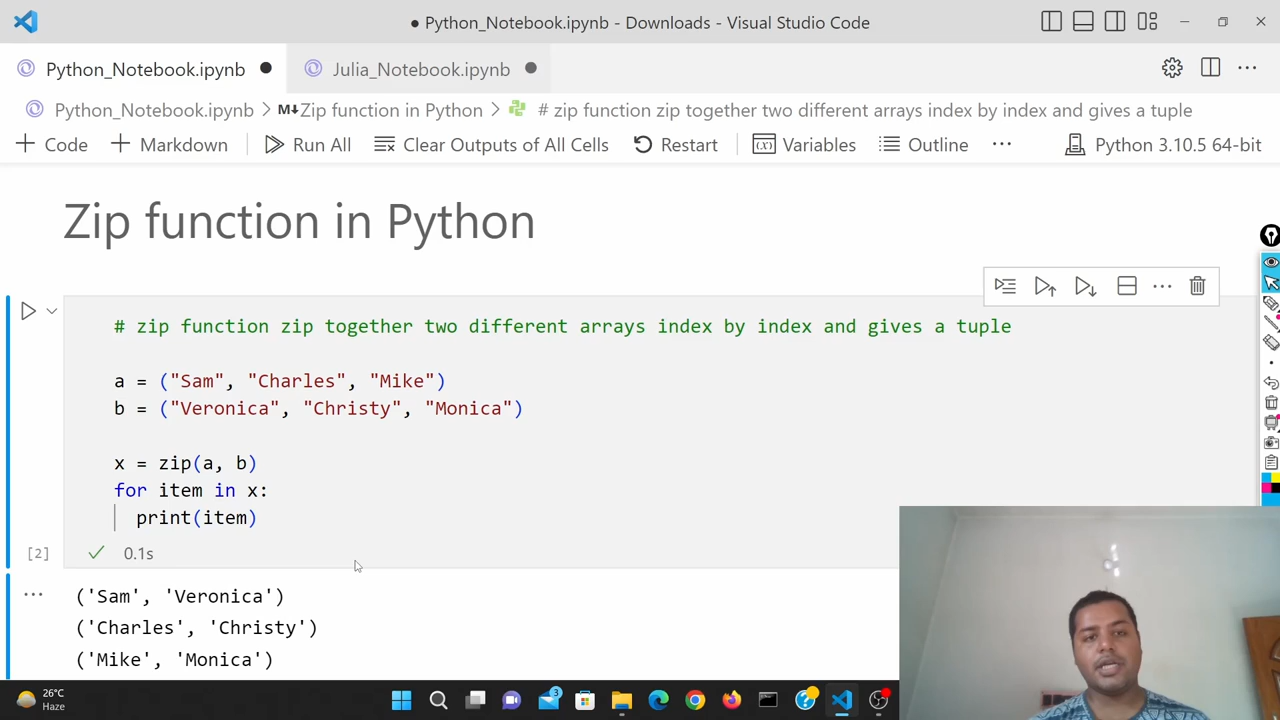 ● Python_Notebook.ipynb - Downloads - Visual Studio Code
Python_Notebook.ipynb ● Julia_Notebook.ipynb ●
Python_Notebook.ipynb > M↓Zip function in Python > # zip function zip together two different arrays index by index and gives a tuple
+ Code + Markdown Run All Clear Outputs of All Cells Restart Variables Outline ··· Python 3.10.5 64-bit
Zip function in Python
# zip function zip together two different arrays index by index and gives a tuple
a = ("Sam", "Charles", "Mike")
b = ("Veronica", "Christy", "Monica")
x = zip(a, b)
for item in x:
print(item)
[2] 0.1s
('Sam', 'Veronica')
('Charles', 'Christy')
('Mike', 'Monica')
26°C
Haze
3